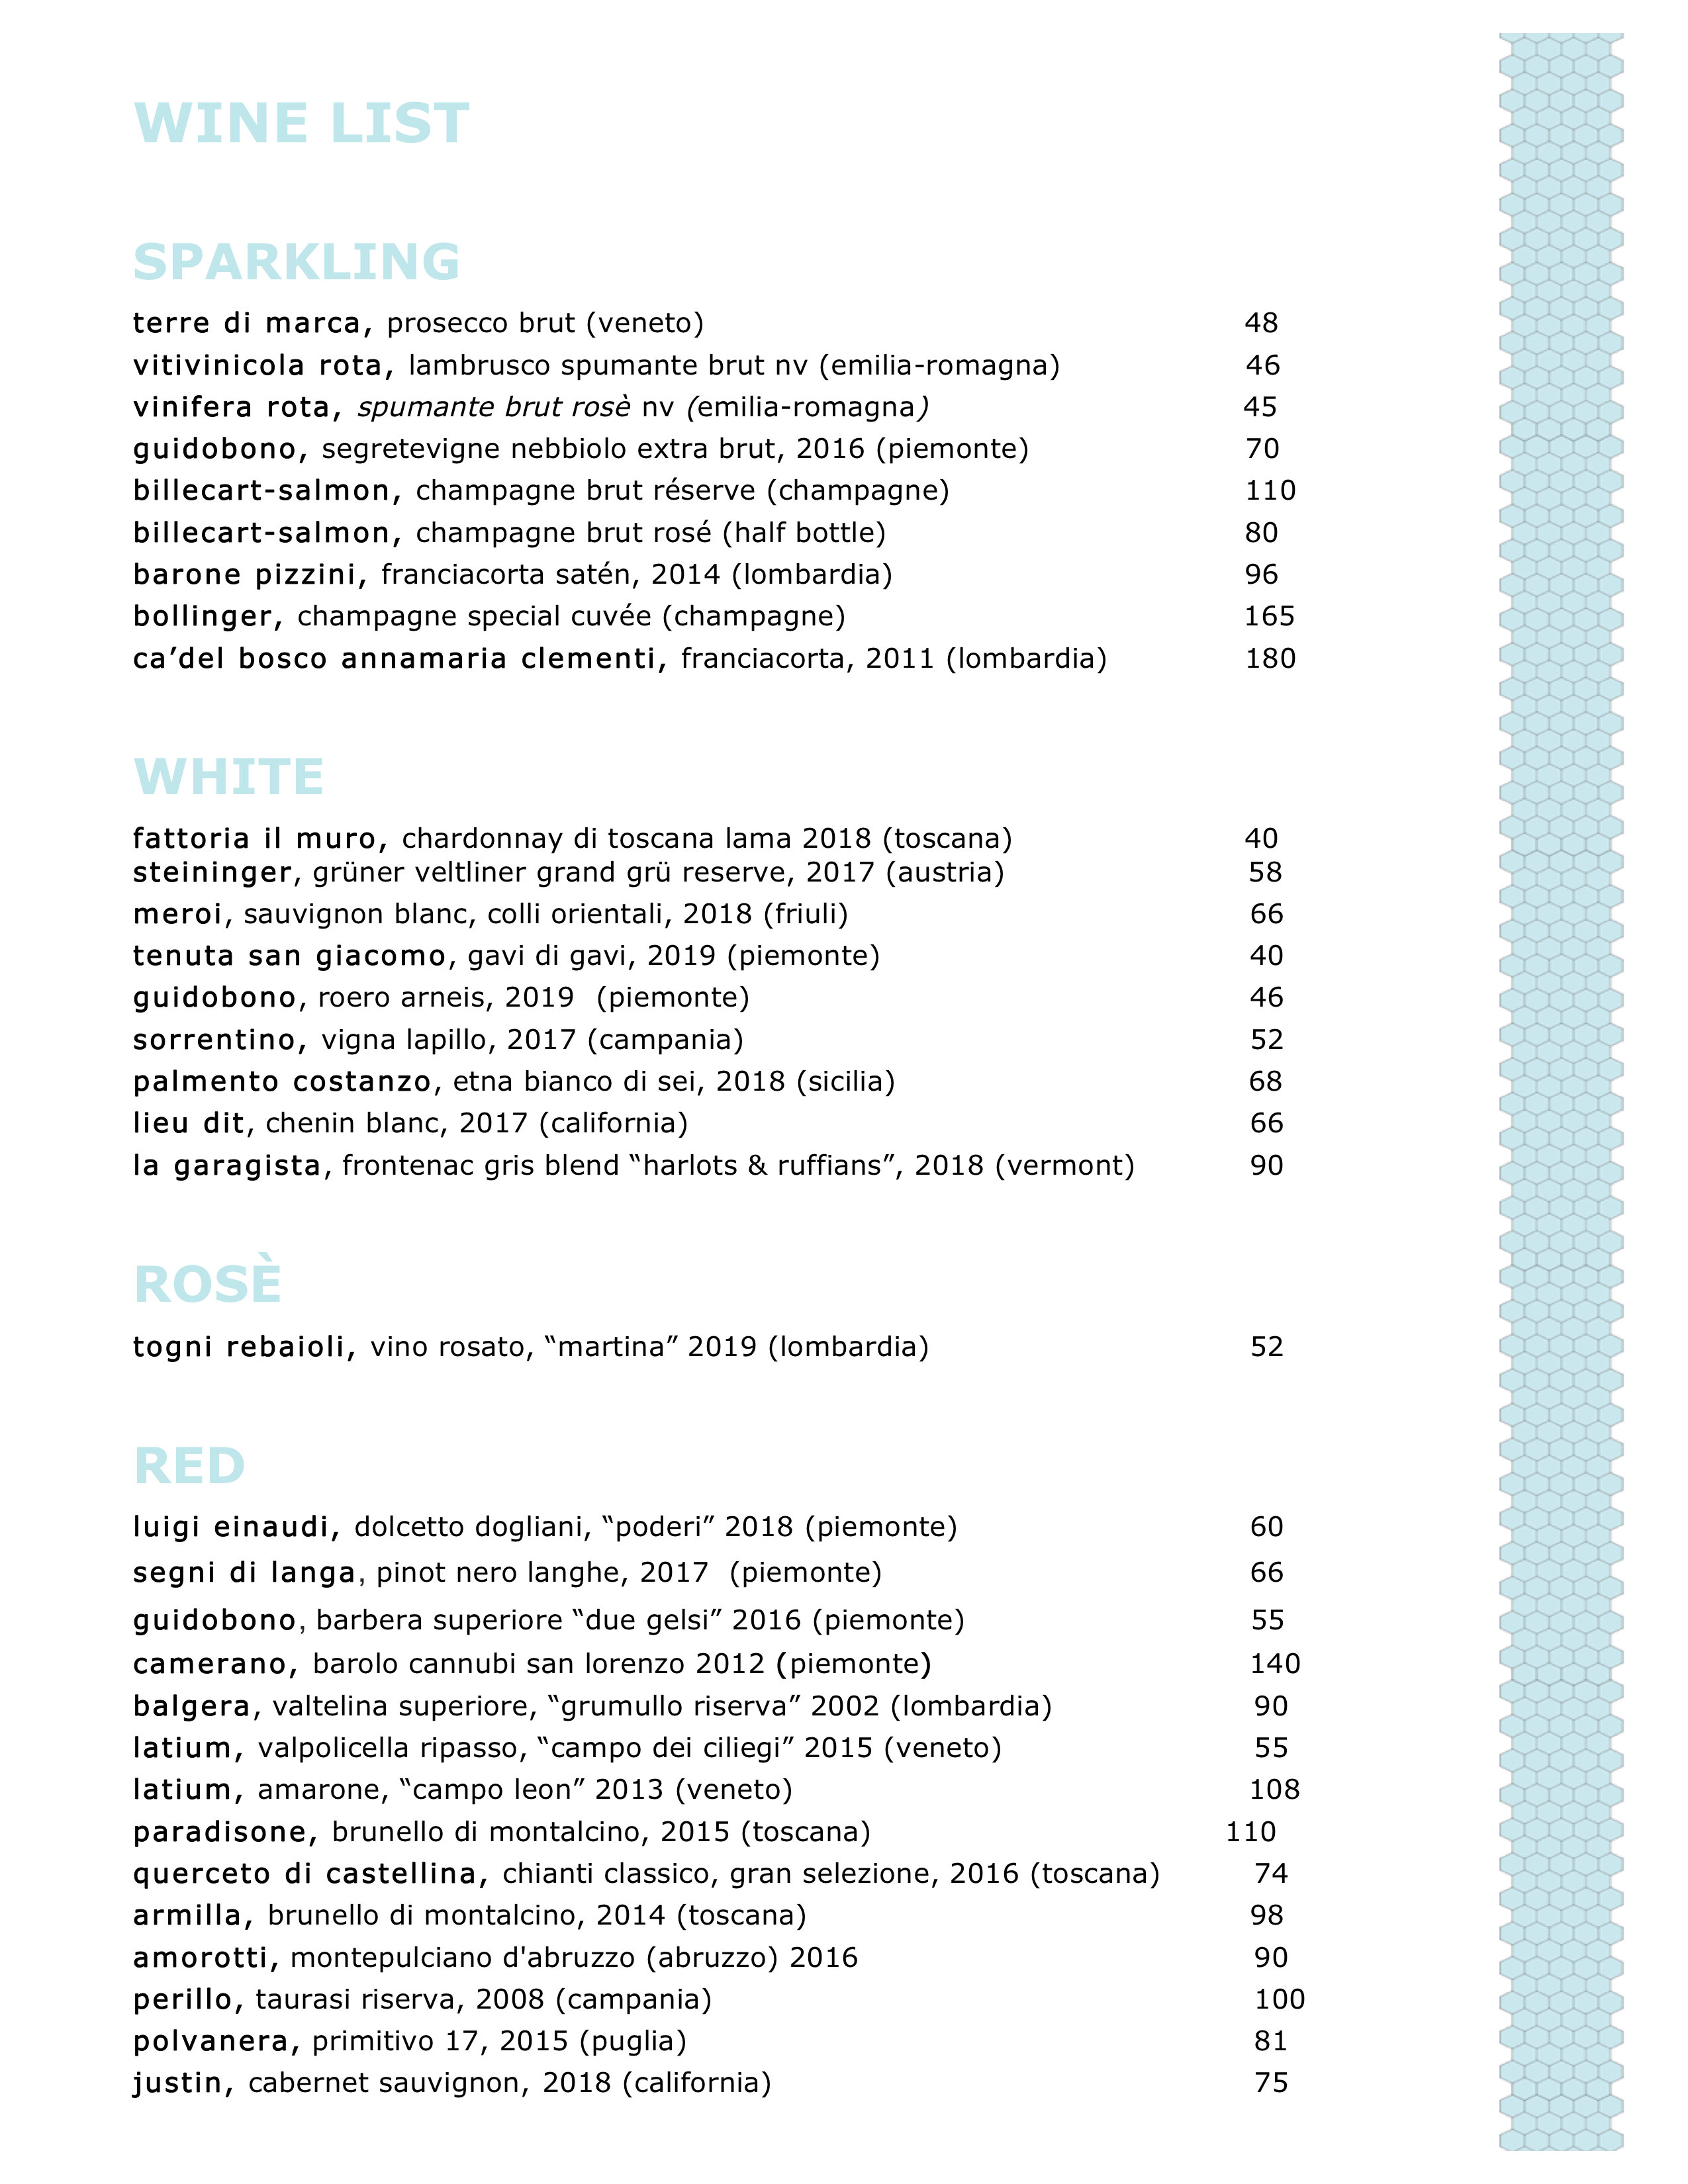 WINE LIST
SPARKLING
terre di marca, prosecco brut (veneto) 48
vitivinicola rota, lambrusco spumante brut nv (emilia-romagna) 46
vinifera rota, spumante brut rosè nv (emilia-romagna) 45
guidobono, segretevigne nebbiolo extra brut, 2016 (piemonte) 70
billecart-salmon, champagne brut réserve (champagne) 110
billecart-salmon, champagne brut rosé (half bottle) 80
barone pizzini, franciacorta satén, 2014 (lombardia) 96
bollinger, champagne special cuvée (champagne) 165
ca’del bosco annamaria clementi, franciacorta, 2011 (lombardia) 180
WHITE
fattoria il muro, chardonnay di toscana lama 2018 (toscana) 40
steininger, grüner veltliner grand grü reserve, 2017 (austria) 58
meroi, sauvignon blanc, colli orientali, 2018 (friuli) 66
tenuta san giacomo, gavi di gavi, 2019 (piemonte) 40
guidobono, roero arneis, 2019 (piemonte) 46
sorrentino, vigna lapillo, 2017 (campania) 52
palmento costanzo, etna bianco di sei, 2018 (sicilia) 68
lieu dit, chenin blanc, 2017 (california) 66
la garagista, frontenac gris blend “harlots & ruffians”, 2018 (vermont) 90
ROSÈ
togni rebaioli, vino rosato, “martina” 2019 (lombardia) 52
RED
luigi einaudi, dolcetto dogliani, “poderi” 2018 (piemonte) 60
segni di langa, pinot nero langhe, 2017 (piemonte) 66
guidobono, barbera superiore “due gelsi” 2016 (piemonte) 55
camerano, barolo cannubi san lorenzo 2012 (piemonte) 140
balgera, valtelina superiore, “grumullo riserva” 2002 (lombardia) 90
latium, valpolicella ripasso, “campo dei ciliegi” 2015 (veneto) 55
latium, amarone, “campo leon” 2013 (veneto) 108
paradisone, brunello di montalcino, 2015 (toscana) 110
querceto di castellina, chianti classico, gran selezione, 2016 (toscana) 74
armilla, brunello di montalcino, 2014 (toscana) 98
amorotti, montepulciano d'abruzzo (abruzzo) 2016 90
perillo, taurasi riserva, 2008 (campania) 100
polvanera, primitivo 17, 2015 (puglia) 81
justin, cabernet sauvignon, 2018 (california) 75